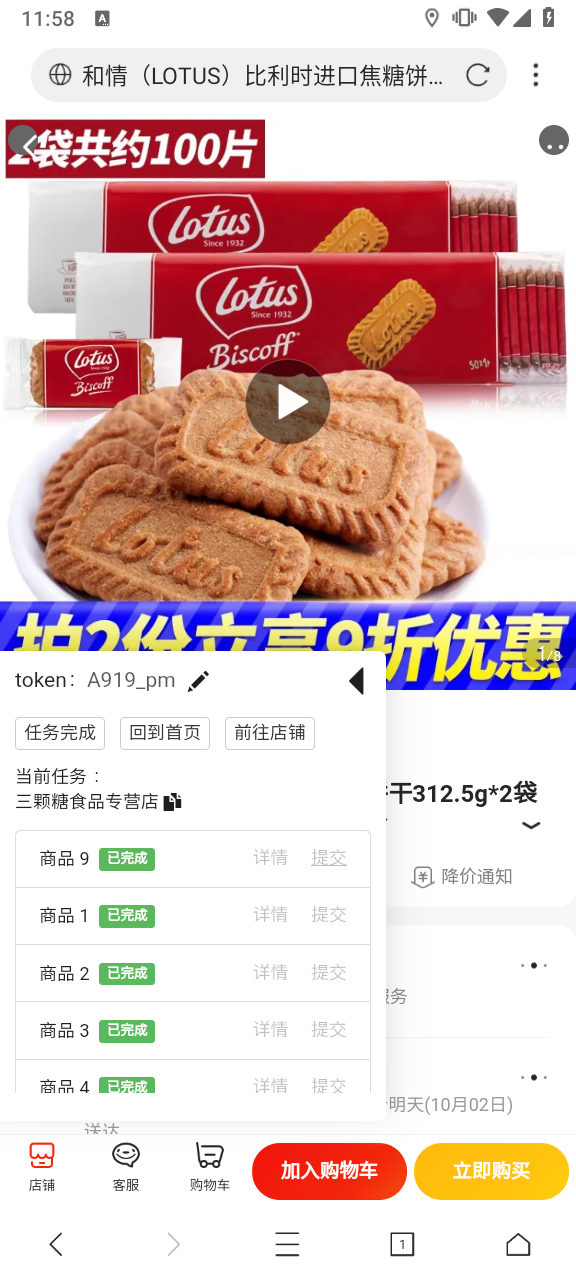 11:58
A
和情（LOTUS）比利时进口焦糖饼…
2袋共约100片
Lotus
Since 1932
Lotus
Since 1932
Biscoff
50x1
Lotus
Biscoff
Lotus
Lotus
拍2份立享9折优惠
1/8
token： A919_pm
任务完成 回到首页 前往店铺
当前任务：
三颗糖食品专营店
干312.5g*2袋
降价通知
商品 9 已完成 详情 提交
商品 1 已完成 详情 提交
商品 2 已完成 详情 提交
服务
商品 3 已完成 详情 提交
商品 4 已完成 详情 提交
明天(10月02日)
送达
店铺 客服 购物车 加入购物车 立即购买
1